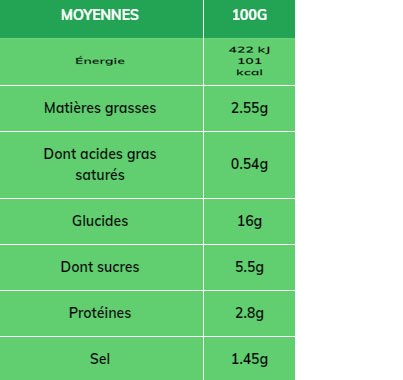 MOYENNES 100G
Énergie 422 kJ
101
kcal
Matières grasses 2.55g
Dont acides gras
saturés 0.54g
Glucides 16g
Dont sucres 5.5g
Protéines 2.8g
Sel 1.45g